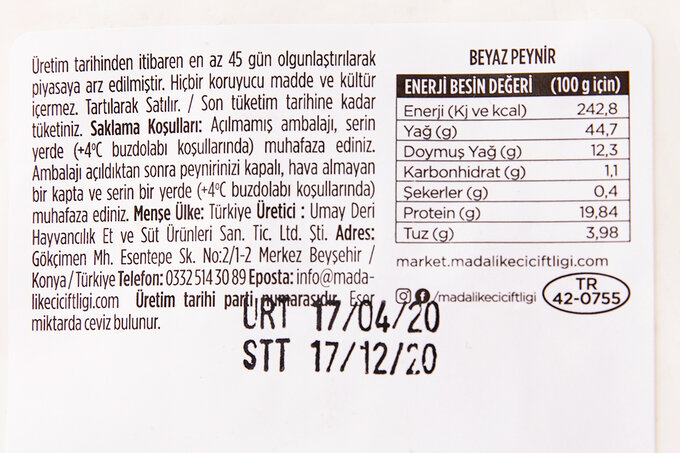 Üretim tarihinden itibaren en az 45 gün olgunlaştırılarak
piyasaya arz edilmiştir. Hiçbir koruyucu madde ve kültür
içermez. Tartılarak Satılır. / Son tüketim tarihine kadar
tüketiniz. Saklama Koşulları: Açılmamış ambalajı, serin
yerde (+4ºC buzdolabı koşullarında) muhafaza ediniz.
Ambalajı açıldıktan sonra peynirinizi kapalı, hava almayan
bir kapta ve serin bir yerde (+4ºC buzdolabı koşullarında)
muhafaza ediniz. Menşe Ülke: Türkiye Üretici : Umay Deri
Hayvancılık Et ve Süt Ürünleri San. Tic. Ltd. Şti. Adres:
Gökçimen Mh. Esentepe Sk. No:2/1-2 Merkez Beyşehir /
Konya / Türkiye Telefon: 0332 514 30 89 Eposta: info@mada-
likeciciftligi.com Üretim tarihi parti numarasıdır. Eser
miktarda ceviz bulunur.
ÜRT 17/04/20
STT 17/12/20
BEYAZ PEYNİR
ENERJİ BESİN DEĞERİ (100 g için)
Enerji (Kj ve kcal) 242,8
Yağ (g) 44,7
Doymuş Yağ (g) 12,3
Karbonhidrat (g) 1,1
Şekerler (g) 0,4
Protein (g) 19,84
Tuz (g) 3,98
market.madalikeciciftligi.com
/madalikeciciftligi
TR
42-0755